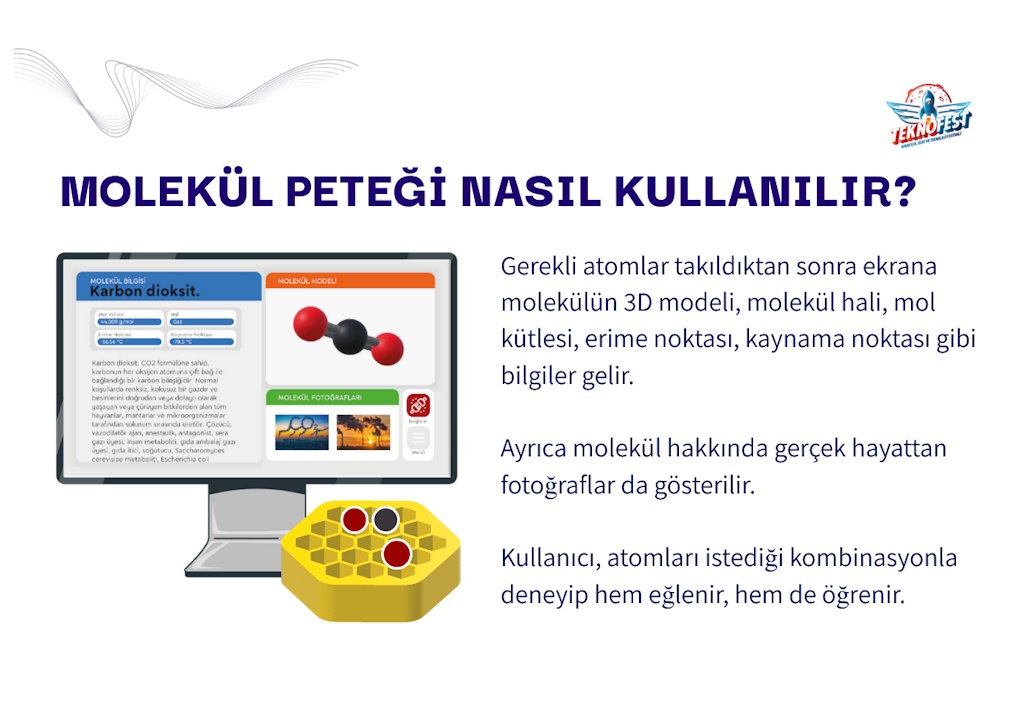 TEKNOFEST
MOLEKÜL PETEĞİ NASIL KULLANILIR?
MOLEKÜL BİLGİSİ
Karbon dioksit.
Mol Kütlesi
44.009 g/mol
Hal
Gaz
Erime Noktası
-56.56 °C
Kaynama Noktası
-78.5 °C
Karbon dioksit, CO2 formülüne sahip,
karbonun her oksijen atomuna çift bağ ile
bağlandığı bir karbon bileşiğidir. Normal
koşullarda renksiz, kokusuz bir gazdır ve
besinlerini doğrudan veya dolaylı olarak
yaşayan veya çürüyen bitkilerden alan tüm
hayvanlar, mantarlar ve mikroorganizmalar
tarafından solunum sırasında üretilir. Çözücü,
vazodilatör ajan, anestezik, antagonist, sera
gazı üyesi, insan metaboliti, gıda ambalaj gazı
üyesi, gıda itici, soğutucu, Saccharomyces
cerevisiae metaboliti, Escherichia coli
MOLEKÜL MODELİ
MOLEKÜL FOTOĞRAFLARI
CO2
Bağlantı
Menü
Gerekli atomlar takıldıktan sonra ekrana
molekülün 3D modeli, molekül hali, mol
kütlesi, erime noktası, kaynama noktası gibi
bilgiler gelir.
Ayrıca molekül hakkında gerçek hayattan
fotoğraflar da gösterilir.
Kullanıcı, atomları istediği kombinasyonla
deneyip hem eğlenir, hem de öğrenir.